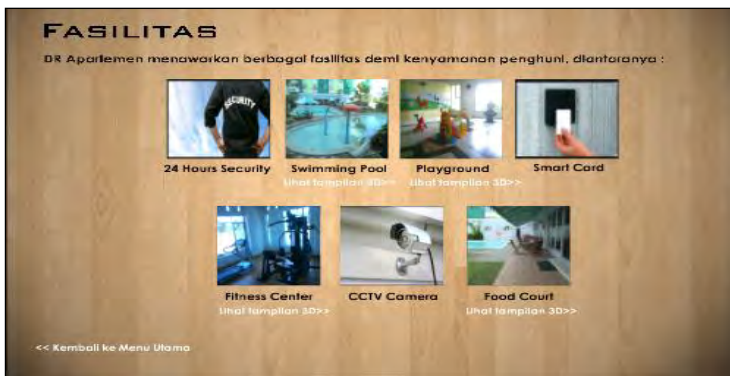 FASILITAS
DR Apartemen menawarkan berbagai fasilitas demi kenyamanan penghuni, diantaranya :
SECURITY
24 Hours Security Swimming Pool Playground Smart Card
Lihat tampilan 3D>> Lihat tampilan 3D>>
Fitness Center CCTV Camera Food Court
Lihat tampilan 3D>> Lihat tampilan 3D>>
<< Kembali ke Menu Utama